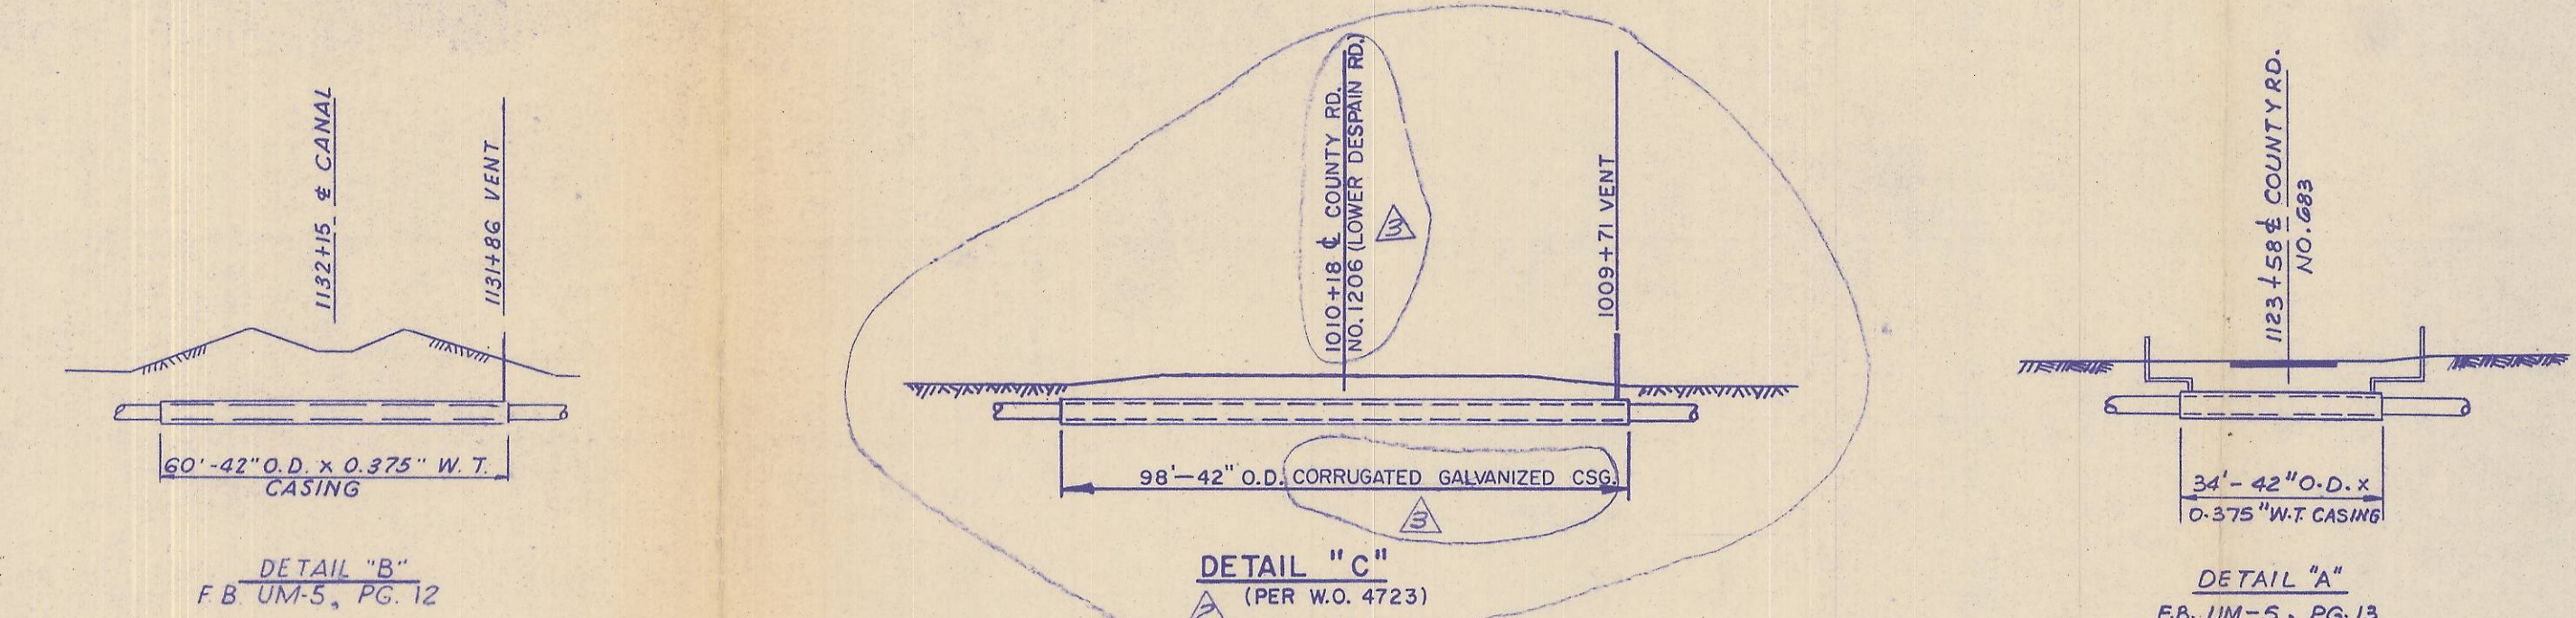 1132+15 ℄ CANAL
1131+86 VENT
60'-42" O.D. x 0.375" W. T.
CASING
DETAIL "B"
F.B. UM-5, PG. 12
1010+18 ℄ COUNTY RD.
NO. 1206 (LOWER DESPAIN RD.)
3
1009+71 VENT
98'-42" O.D. CORRUGATED GALVANIZED CSG.
3
DETAIL "C"
(PER W.O. 4723)
2
1123+58 ℄ COUNTY RD.
NO. 683
34'-42" O.D. x
0.375" W.T. CASING
DETAIL "A"
F.B. UM-5, PG. 13